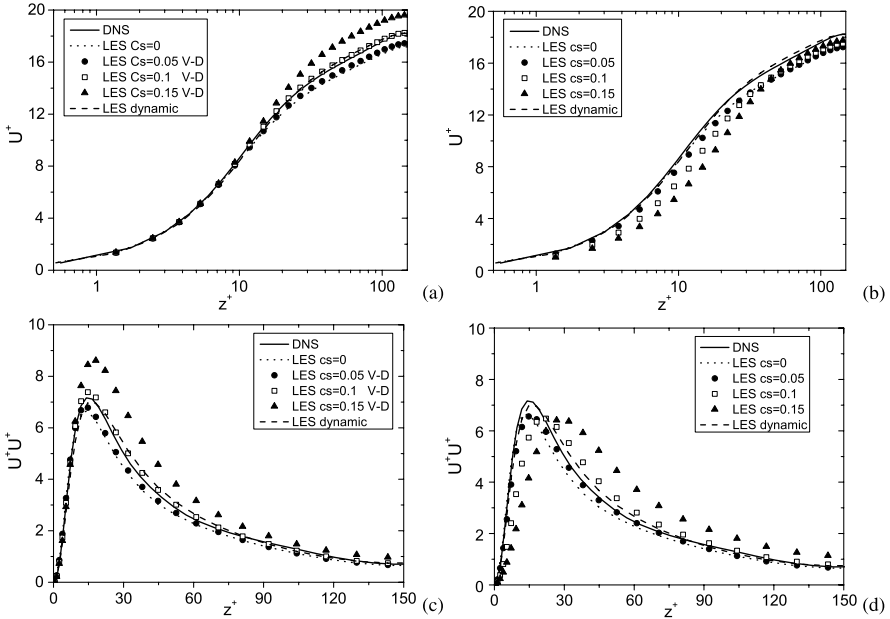 20
16
12
8
4
0
U+
1
10
100
z+
DNS
LES Cs=0
LES Cs=0.05 V-D
LES Cs=0.1 V-D
LES Cs=0.15 V-D
LES dynamic
(a)
20
16
12
8
4
0
U+
1
10
100
z+
DNS
LES cs=0
LES cs=0.05
LES cs=0.1
LES cs=0.15
LES dynamic
(b)
10
8
6
4
2
0
U+U+
0
30
60
90
120
150
z+
DNS
LES cs=0
LES cs=0.05 V-D
LES cs=0.1 V-D
LES cs=0.15 V-D
LES dynamic
(c)
10
8
6
4
2
0
U+U+
0
30
60
90
120
150
z+
DNS
LES cs=0
LES cs=0.05
LES cs=0.1
LES cs=0.15
LES dynamic
(d)